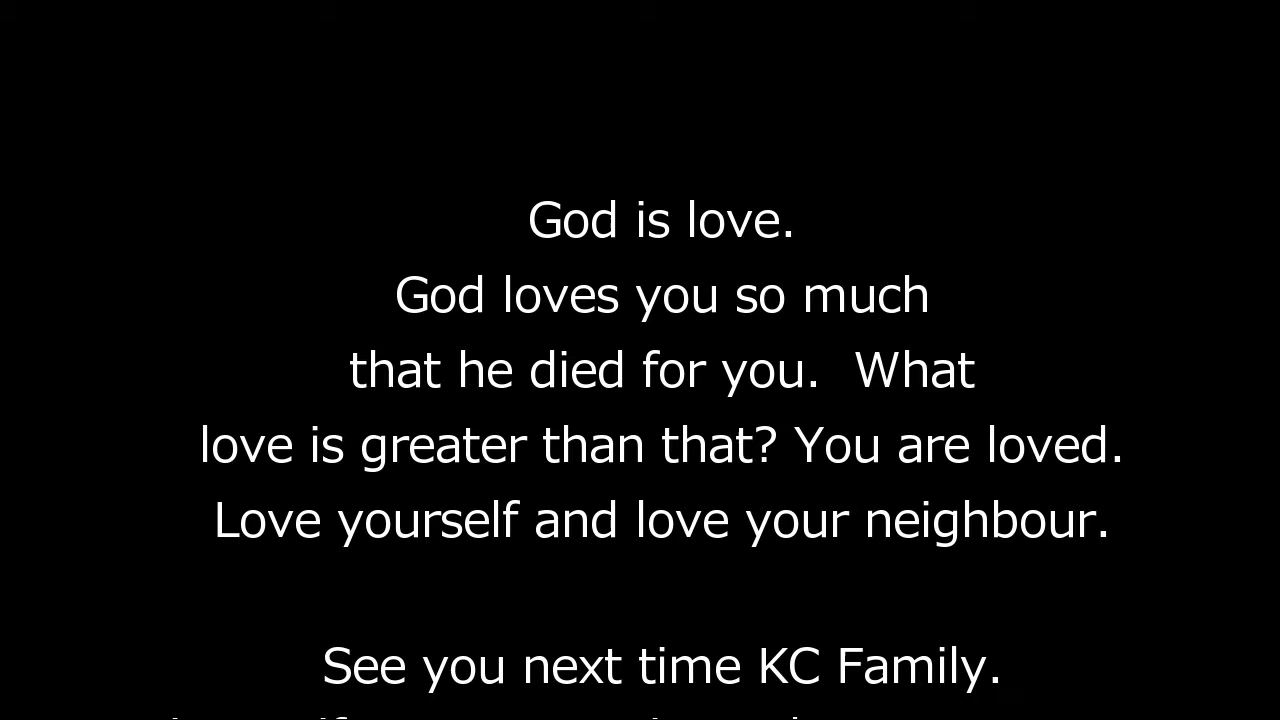 God is love.
God loves you so much
that he died for you.  What
love is greater than that? You are loved.
Love yourself and love your neighbour.
See you next time KC Family.